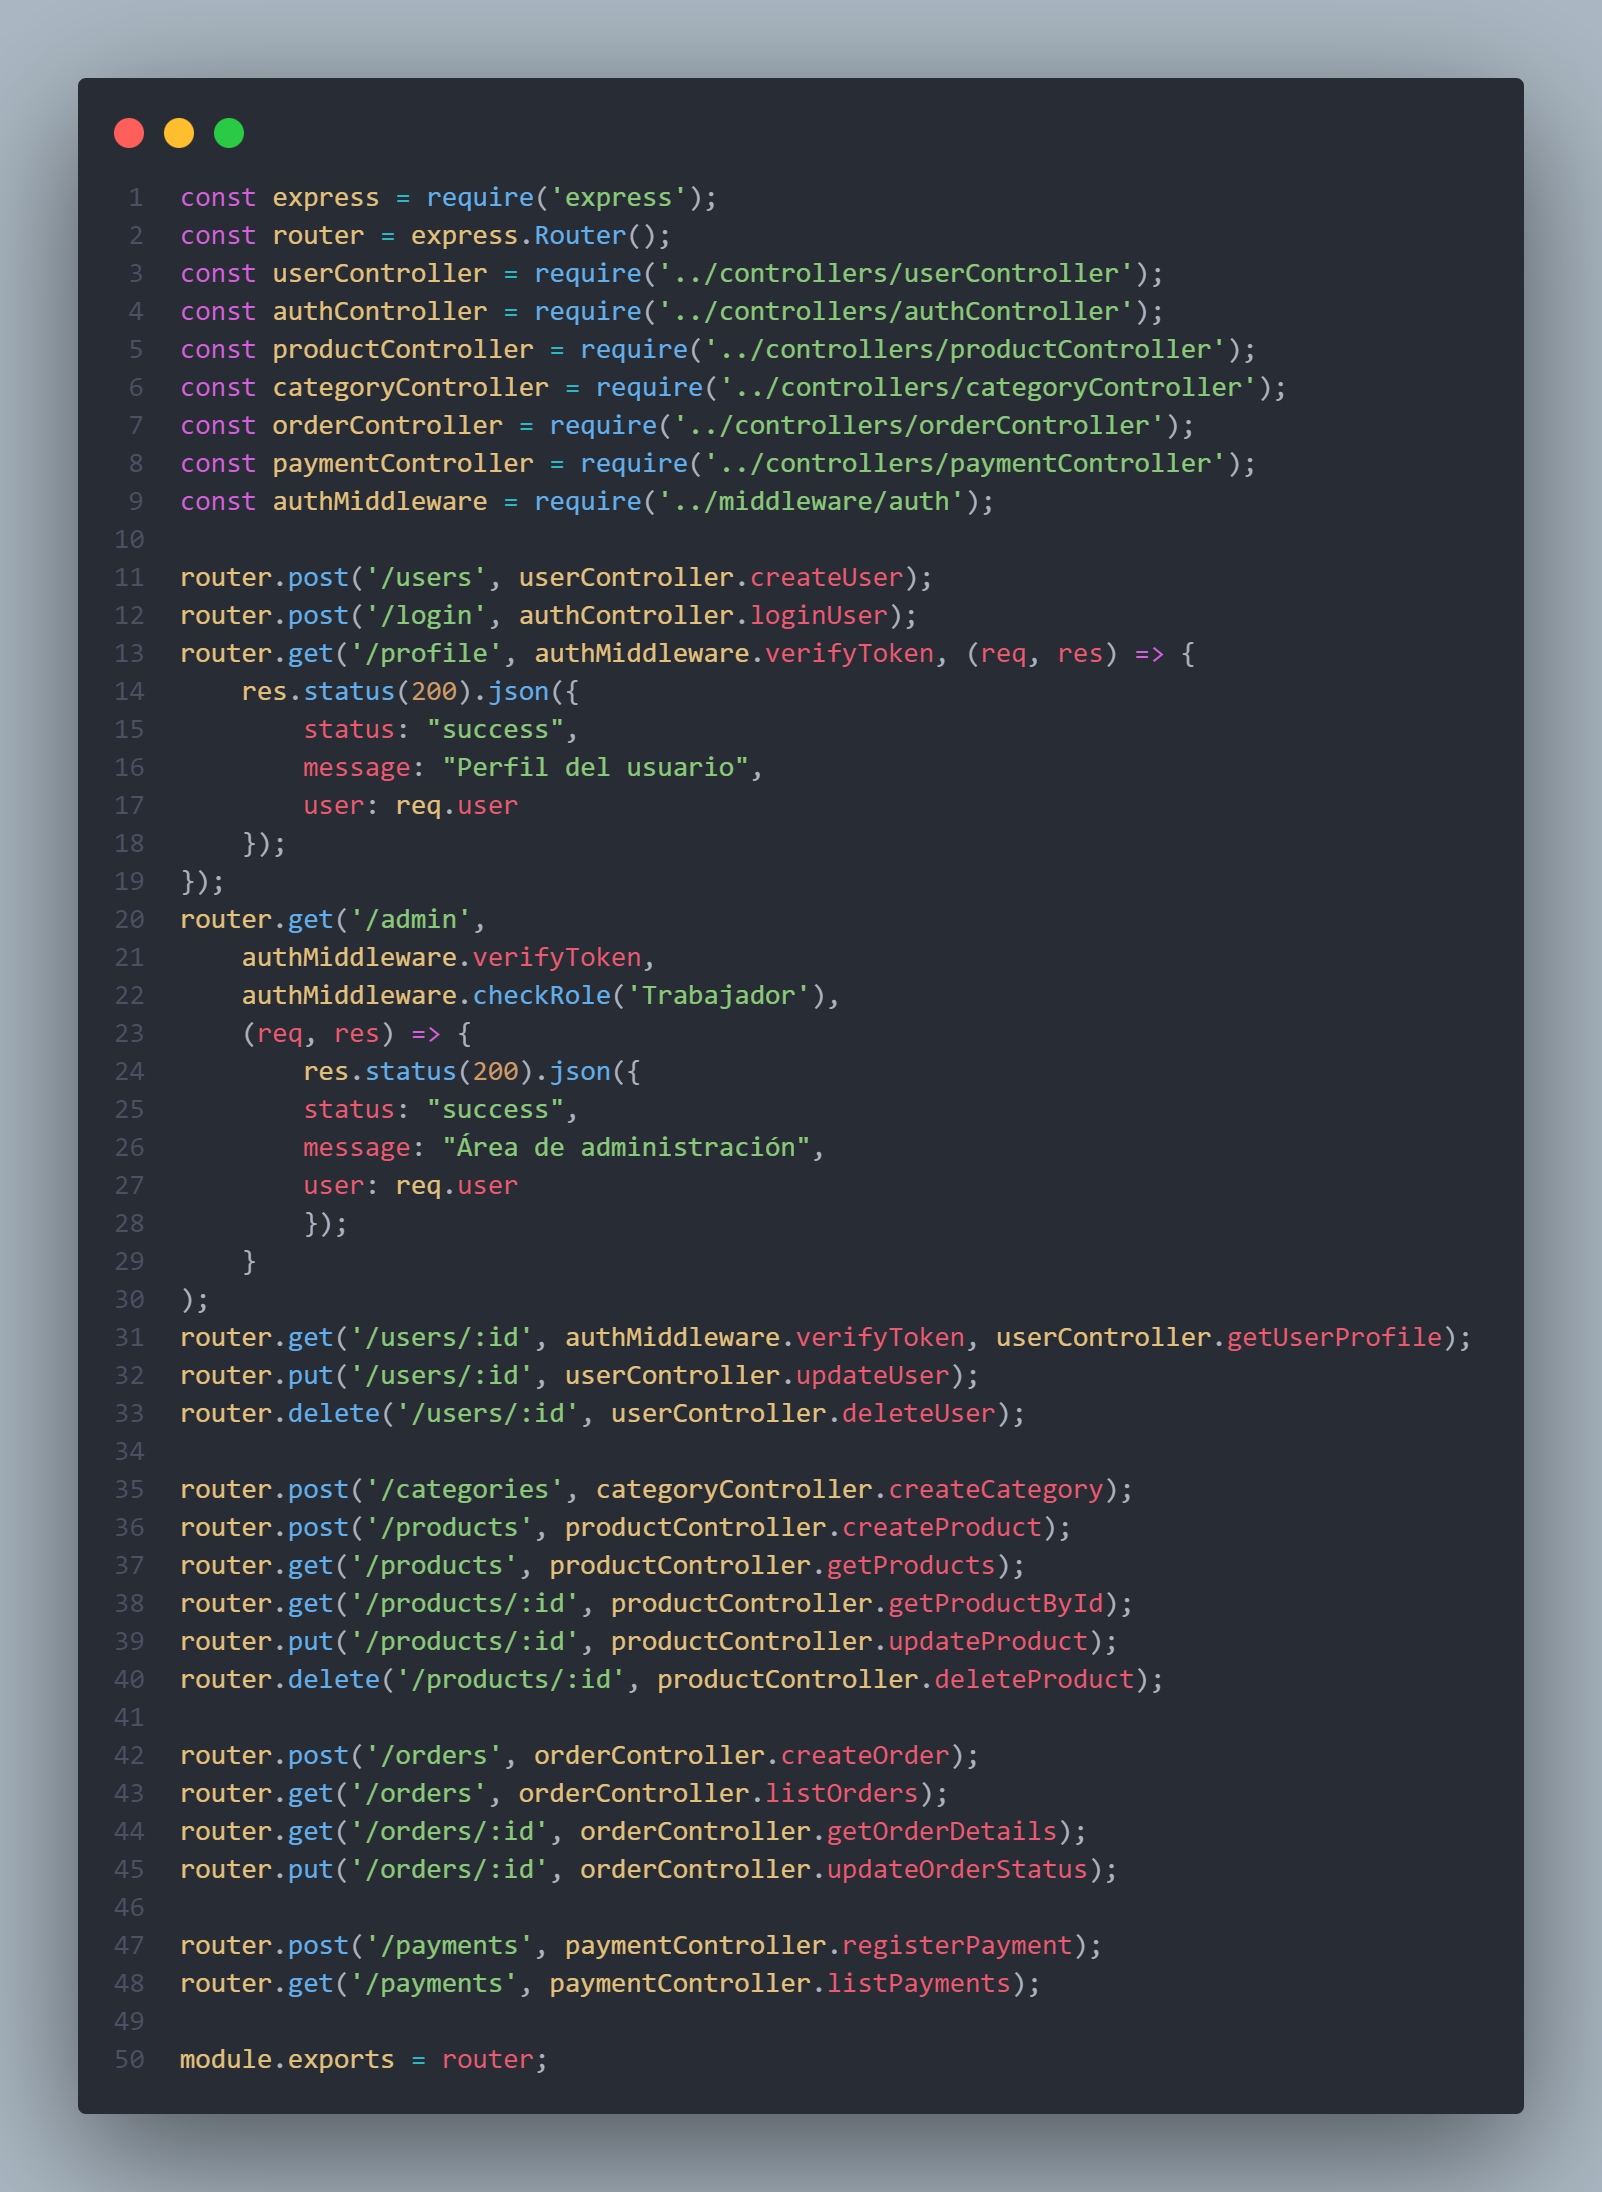 1 const express = require('express');
2 const router = express.Router();
3 const userController = require('../controllers/userController');
4 const authController = require('../controllers/authController');
5 const productController = require('../controllers/productController');
6 const categoryController = require('../controllers/categoryController');
7 const orderController = require('../controllers/orderController');
8 const paymentController = require('../controllers/paymentController');
9 const authMiddleware = require('../middleware/auth');
10
11 router.post('/users', userController.createUser);
12 router.post('/login', authController.loginUser);
13 router.get('/profile', authMiddleware.verifyToken, (req, res) => {
14     res.status(200).json({
15         status: "success",
16         message: "Perfil del usuario",
17         user: req.user
18     });
19 });
20 router.get('/admin',
21     authMiddleware.verifyToken,
22     authMiddleware.checkRole('Trabajador'),
23     (req, res) => {
24         res.status(200).json({
25         status: "success",
26         message: "Área de administración",
27         user: req.user
28         });
29     }
30 );
31 router.get('/users/:id', authMiddleware.verifyToken, userController.getUserProfile);
32 router.put('/users/:id', userController.updateUser);
33 router.delete('/users/:id', userController.deleteUser);
34
35 router.post('/categories', categoryController.createCategory);
36 router.post('/products', productController.createProduct);
37 router.get('/products', productController.getProducts);
38 router.get('/products/:id', productController.getProductById);
39 router.put('/products/:id', productController.updateProduct);
40 router.delete('/products/:id', productController.deleteProduct);
41
42 router.post('/orders', orderController.createOrder);
43 router.get('/orders', orderController.listOrders);
44 router.get('/orders/:id', orderController.getOrderDetails);
45 router.put('/orders/:id', orderController.updateOrderStatus);
46
47 router.post('/payments', paymentController.registerPayment);
48 router.get('/payments', paymentController.listPayments);
49
50 module.exports = router;